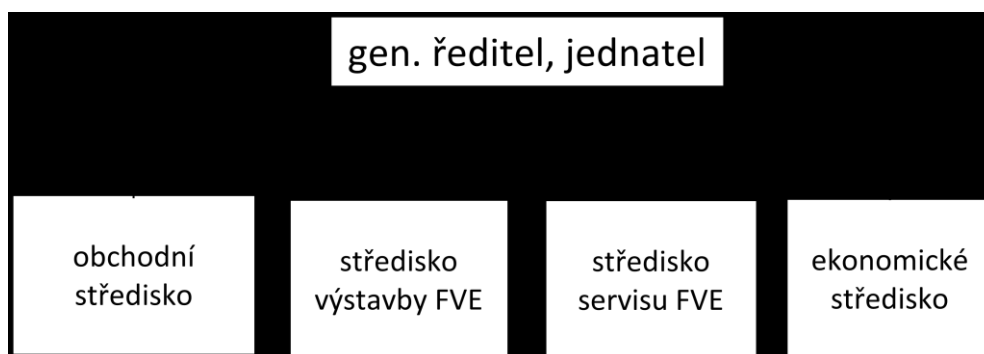 gen. ředitel, jednatel
obchodní
středisko
středisko
výstavby FVE
středisko
servisu FVE
ekonomické
středisko